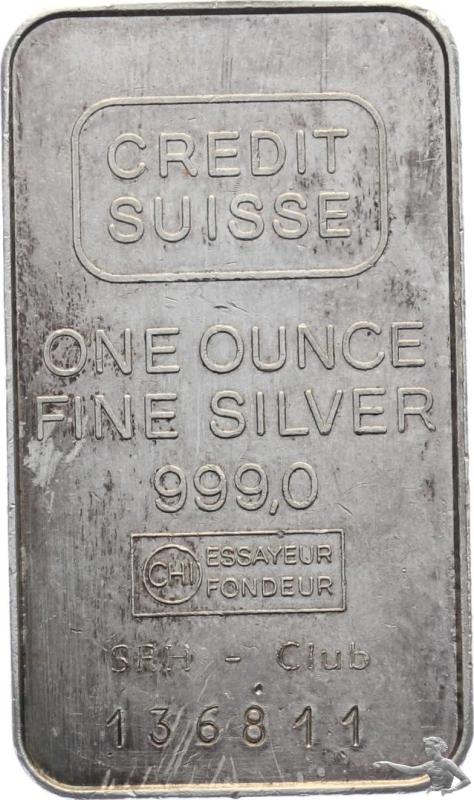 CREDIT
SUISSE
ONE OUNCE
FINE SILVER
999,0
CHI ESSAYEUR
FONDEUR
SRH - Club
136811